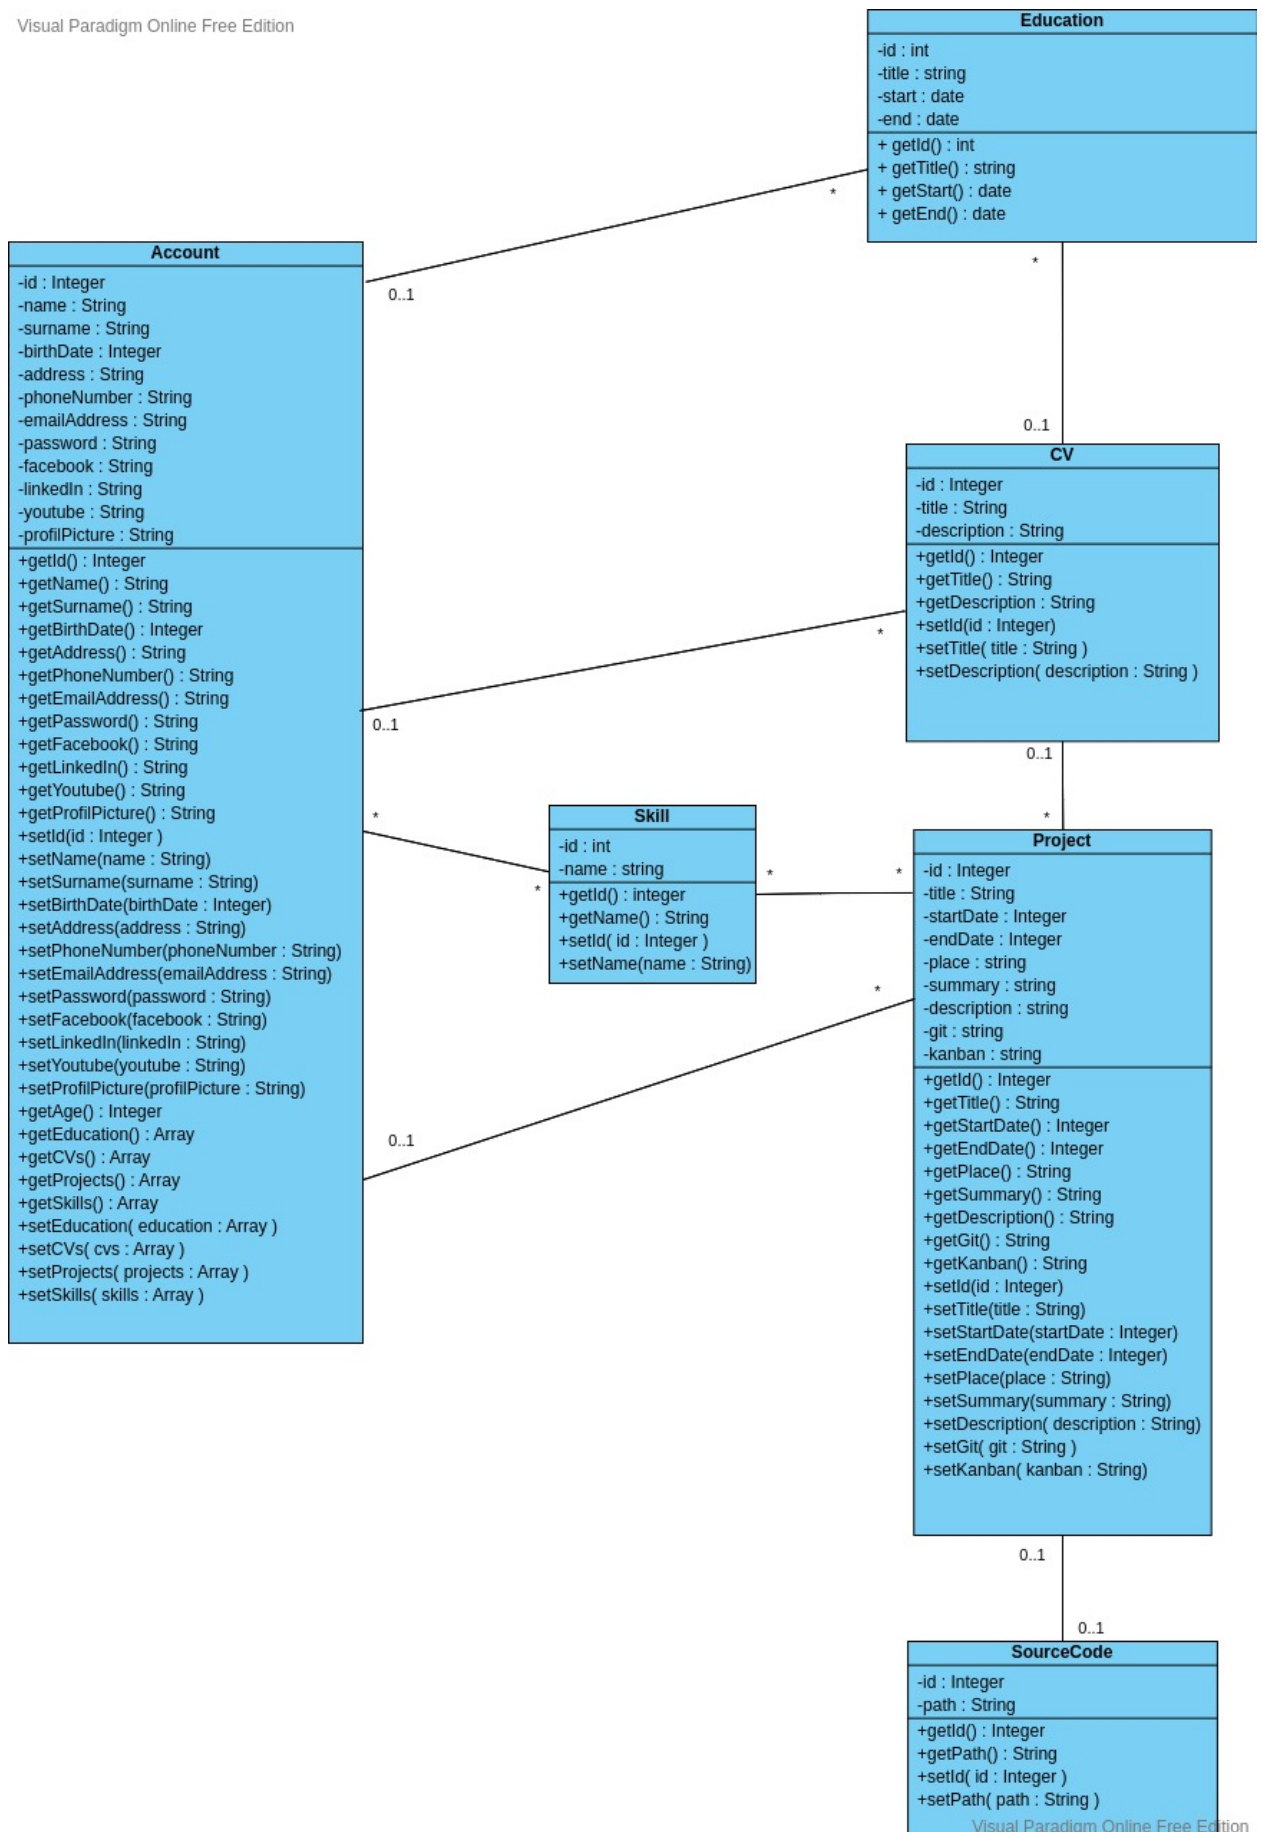 Visual Paradigm Online Free Edition
Education
-id : int
-title : string
-start : date
-end : date
+ getId() : int
+ getTitle() : string
+ getStart() : date
+ getEnd() : date
*
0..1
*
0..1
Account
-id : Integer
-name : String
-surname : String
-birthDate : Integer
-address : String
-phoneNumber : String
-emailAddress : String
-password : String
-facebook : String
-linkedIn : String
-youtube : String
-profilPicture : String
+getId() : Integer
+getName() : String
+getSurname() : String
+getBirthDate() : Integer
+getAddress() : String
+getPhoneNumber() : String
+getEmailAddress() : String
+getPassword() : String
+getFacebook() : String
+getLinkedIn() : String
+getYoutube() : String
+getProfilPicture() : String
+setId(id : Integer )
+setName(name : String)
+setSurname(surname : String)
+setBirthDate(birthDate : Integer)
+setAddress(address : String)
+setPhoneNumber(phoneNumber : String)
+setEmailAddress(emailAddress : String)
+setPassword(password : String)
+setFacebook(facebook : String)
+setLinkedIn(linkedIn : String)
+setYoutube(youtube : String)
+setProfilPicture(profilPicture : String)
+getAge() : Integer
+getEducation() : Array
+getCVs() : Array
+getProjects() : Array
+getSkills() : Array
+setEducation( education : Array )
+setCVs( cvs : Array )
+setProjects( projects : Array )
+setSkills( skills : Array )
CV
-id : Integer
-title : String
-description : String
+getId() : Integer
+getTitle() : String
+getDescription : String
+setId(id : Integer)
+setTitle( title : String )
+setDescription( description : String )
*
0..1
0..1
*
*
*
Skill
-id : int
-name : string
+getId() : integer
+getName() : String
+setId( id : Integer )
+setName(name : String)
*
*
*
0..1
Project
-id : Integer
-title : String
-startDate : Integer
-endDate : Integer
-place : string
-summary : string
-description : string
-git : string
-kanban : string
+getId() : Integer
+getTitle() : String
+getStartDate() : Integer
+getEndDate() : Integer
+getPlace() : String
+getSummary() : String
+getDescription() : String
+getGit() : String
+getKanban() : String
+setId(id : Integer)
+setTitle(title : String)
+setStartDate(startDate : Integer)
+setEndDate(endDate : Integer)
+setPlace(place : String)
+setSummary(summary : String)
+setDescription( description : String)
+setGit( git : String )
+setKanban( kanban : String)
0..1
0..1
SourceCode
-id : Integer
-path : String
+getId() : Integer
+getPath() : String
+setId( id : Integer )
+setPath( path : String )
Visual Paradigm Online Free Edition